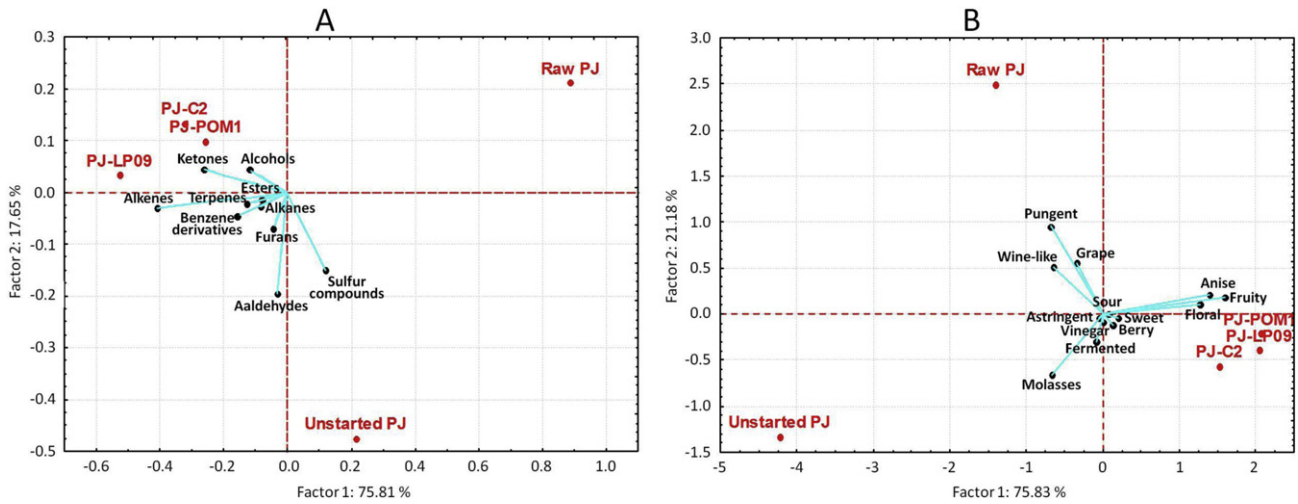 A
0.3
0.2
0.1
0.0
-0.1
-0.2
-0.3
-0.4
-0.5
Factor 2: 17.65 %
Raw PJ
PJ-C2
PJ-POM1
PJ-LP09
Ketones
Alcohols
Esters
Alkenes
Terpenes
Alkanes
Benzene
derivatives
Furans
Sulfur
compounds
Aaldehydes
Unstarted PJ
-0.6
-0.4
-0.2
0.0
0.2
0.4
0.6
0.8
1.0
Factor 1: 75.81 %
B
3.0
2.5
2.0
1.5
1.0
0.5
0.0
-0.5
-1.0
-1.5
Factor 2: 21.18 %
Raw PJ
Pungent
Wine-like
Grape
Anise
Sour
Fruity
Astringent
Sweet
Floral
PJ-POM1
Vinegar
Berry
PJ-LP09
Fermented
PJ-C2
Molasses
Unstarted PJ
-5
-4
-3
-2
-1
0
1
2
Factor 1: 75.83 %